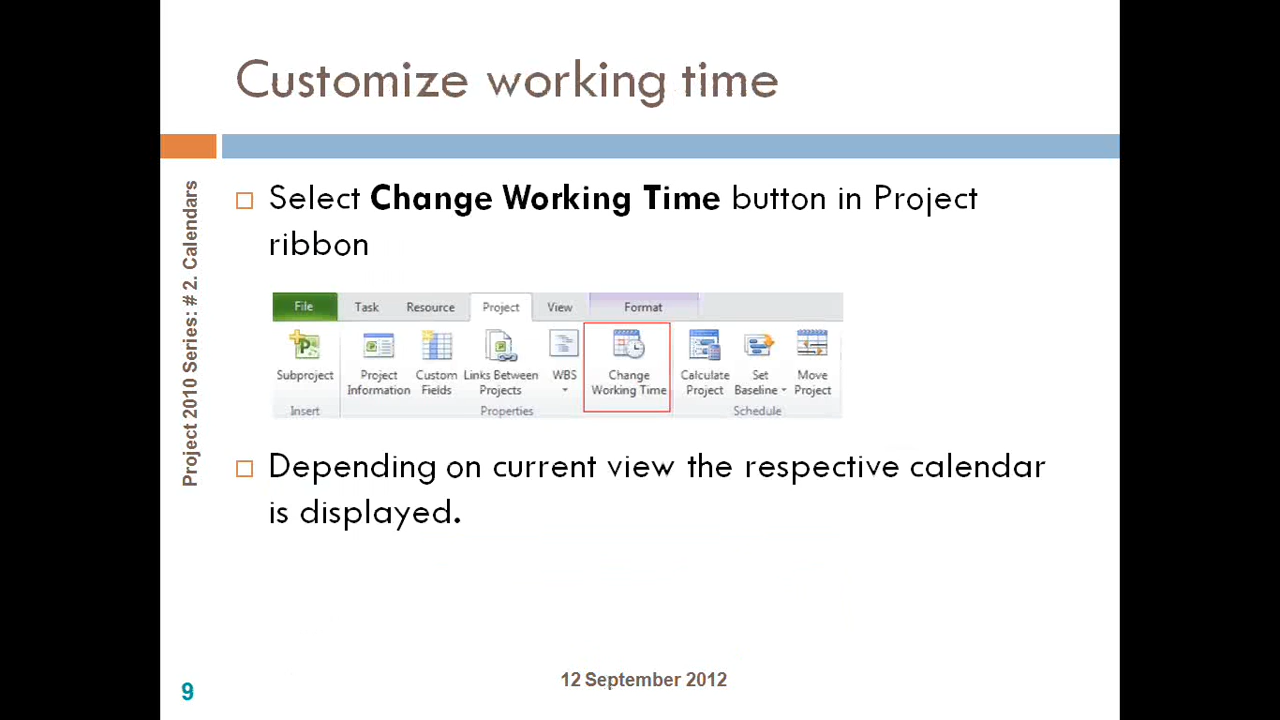 Customize working time
Project 2010 Series: # 2. Calendars
Select Change Working Time button in Project
ribbon
File Task Resource Project View Format
Subproject
Project
Information
Custom
Fields
Links Between
Projects
WBS
Change
Working Time
Calculate
Project
Set
Baseline
Move
Project
Insert Properties Schedule
Depending on current view the respective calendar
is displayed.
12 September 2012
9